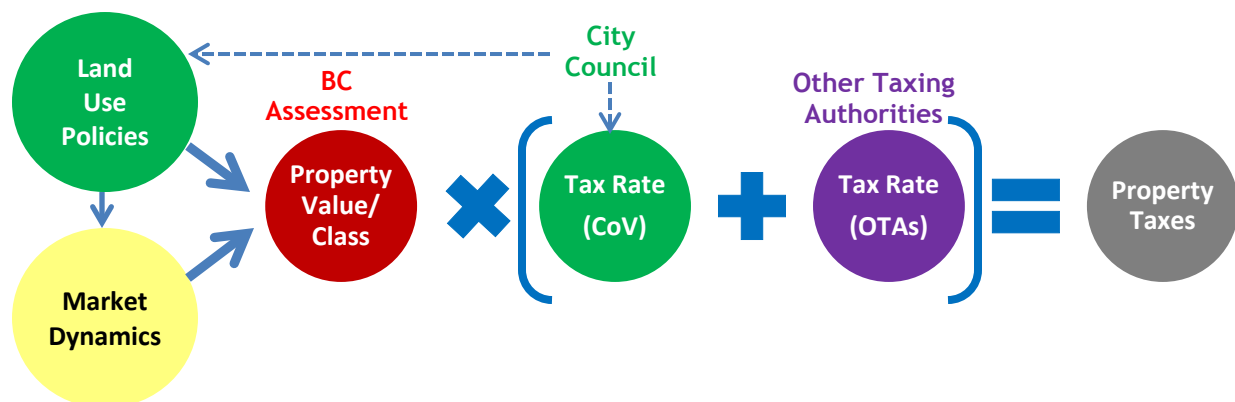 Land
Use
Policies
Market
Dynamics
BC
Assessment
Property
Value/
Class
City
Council
Tax Rate
(CoV)
Other Taxing
Authorities
Tax Rate
(OTAs)
Property
Taxes